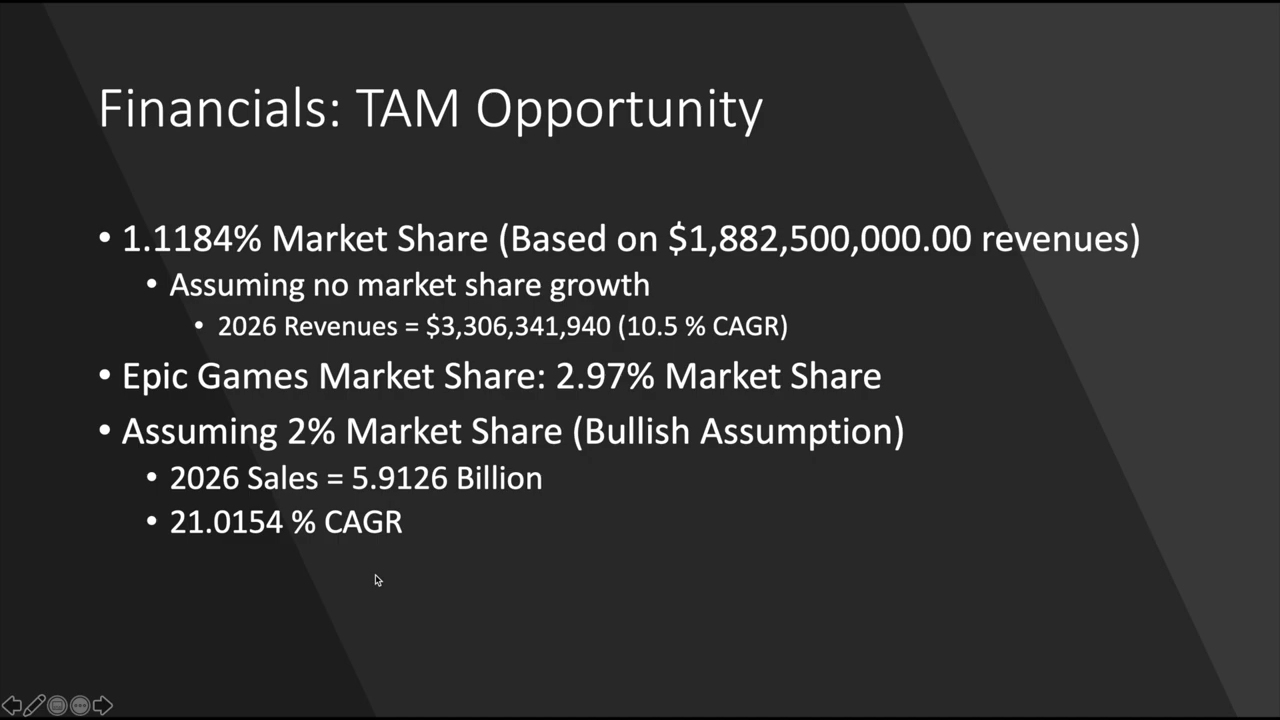 Financials: TAM Opportunity
• 1.1184% Market Share (Based on $1,882,500,000.00 revenues)
• Assuming no market share growth
• 2026 Revenues = $3,306,341,940 (10.5 % CAGR)
• Epic Games Market Share: 2.97% Market Share
• Assuming 2% Market Share (Bullish Assumption)
• 2026 Sales = 5.9126 Billion
• 21.0154 % CAGR